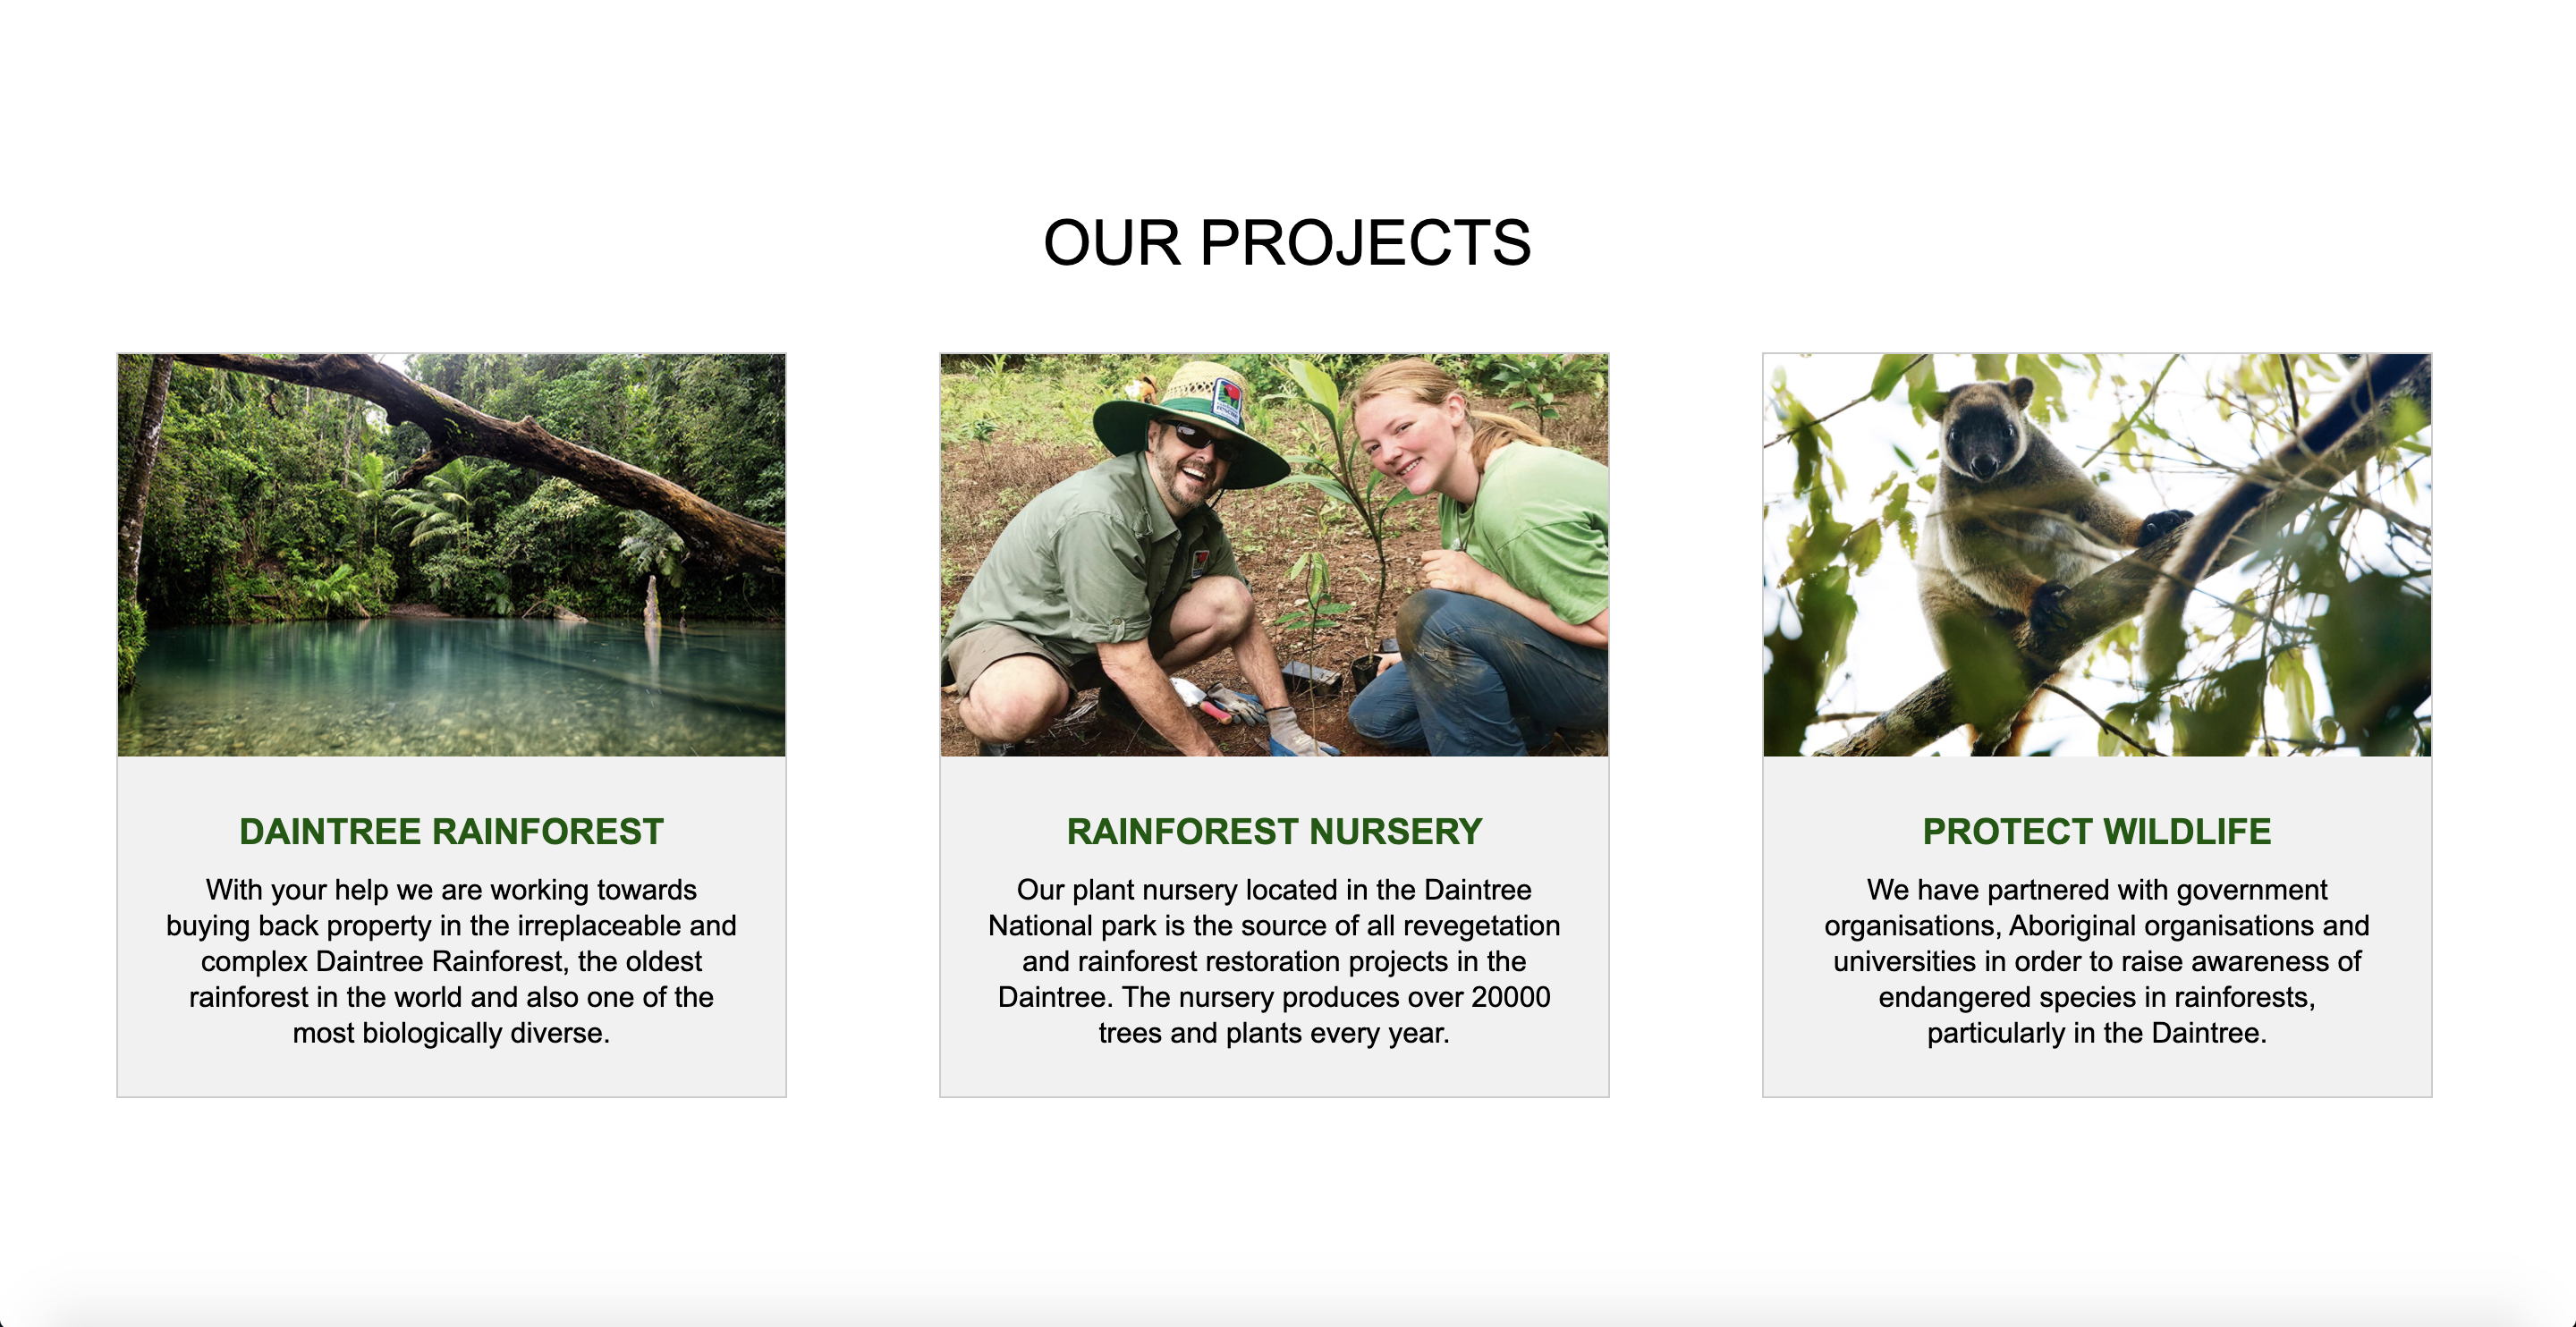 OUR PROJECTS
DAINTREE RAINFOREST
With your help we are working towards
buying back property in the irreplaceable and
complex Daintree Rainforest, the oldest
rainforest in the world and also one of the
most biologically diverse.
RAINFOREST NURSERY
Our plant nursery located in the Daintree
National park is the source of all revegetation
and rainforest restoration projects in the
Daintree. The nursery produces over 20000
trees and plants every year.
PROTECT WILDLIFE
We have partnered with government
organisations, Aboriginal organisations and
universities in order to raise awareness of
endangered species in rainforests,
particularly in the Daintree.